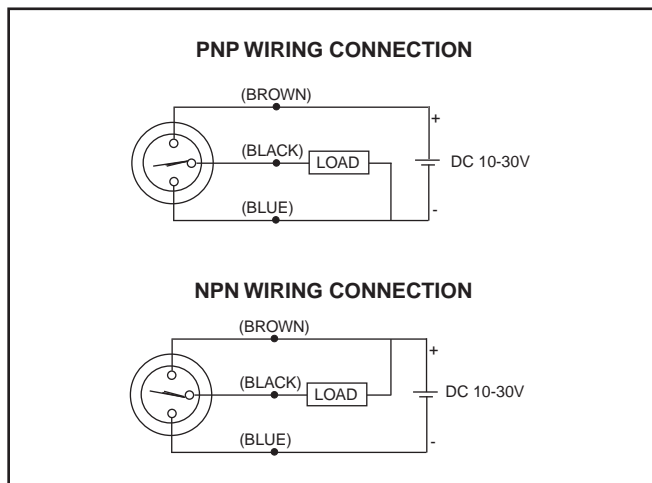 PNP WIRING CONNECTION
(BROWN)
+
(BLACK)
LOAD
DC 10-30V
(BLUE)
-
NPN WIRING CONNECTION
(BROWN)
+
(BLACK)
LOAD
DC 10-30V
(BLUE)
-